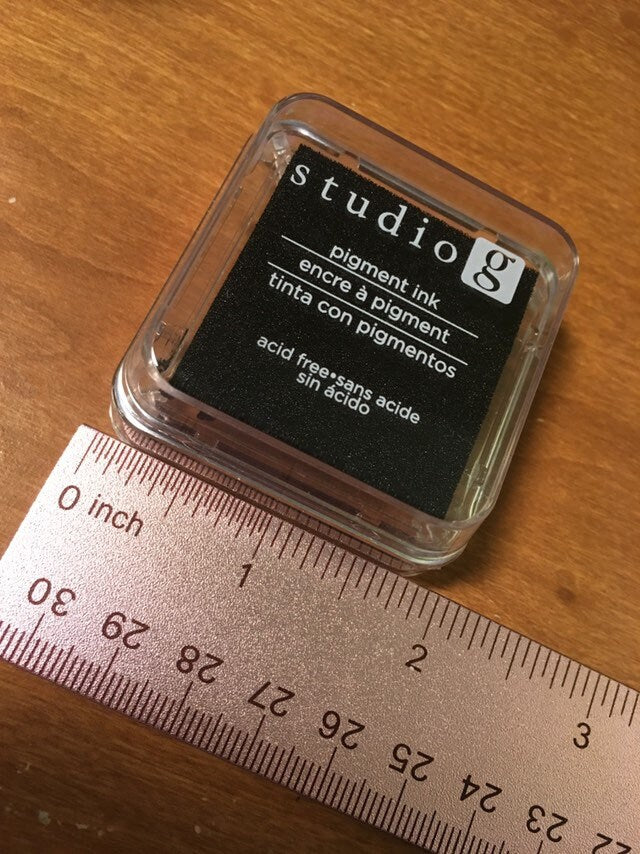 studio g
pigment ink
encre à pigment
tinta con pigmentos
acid free•sans acide
sin ácido
0 inch
1
2
3
30
29
28
27
26
25
24
23
22